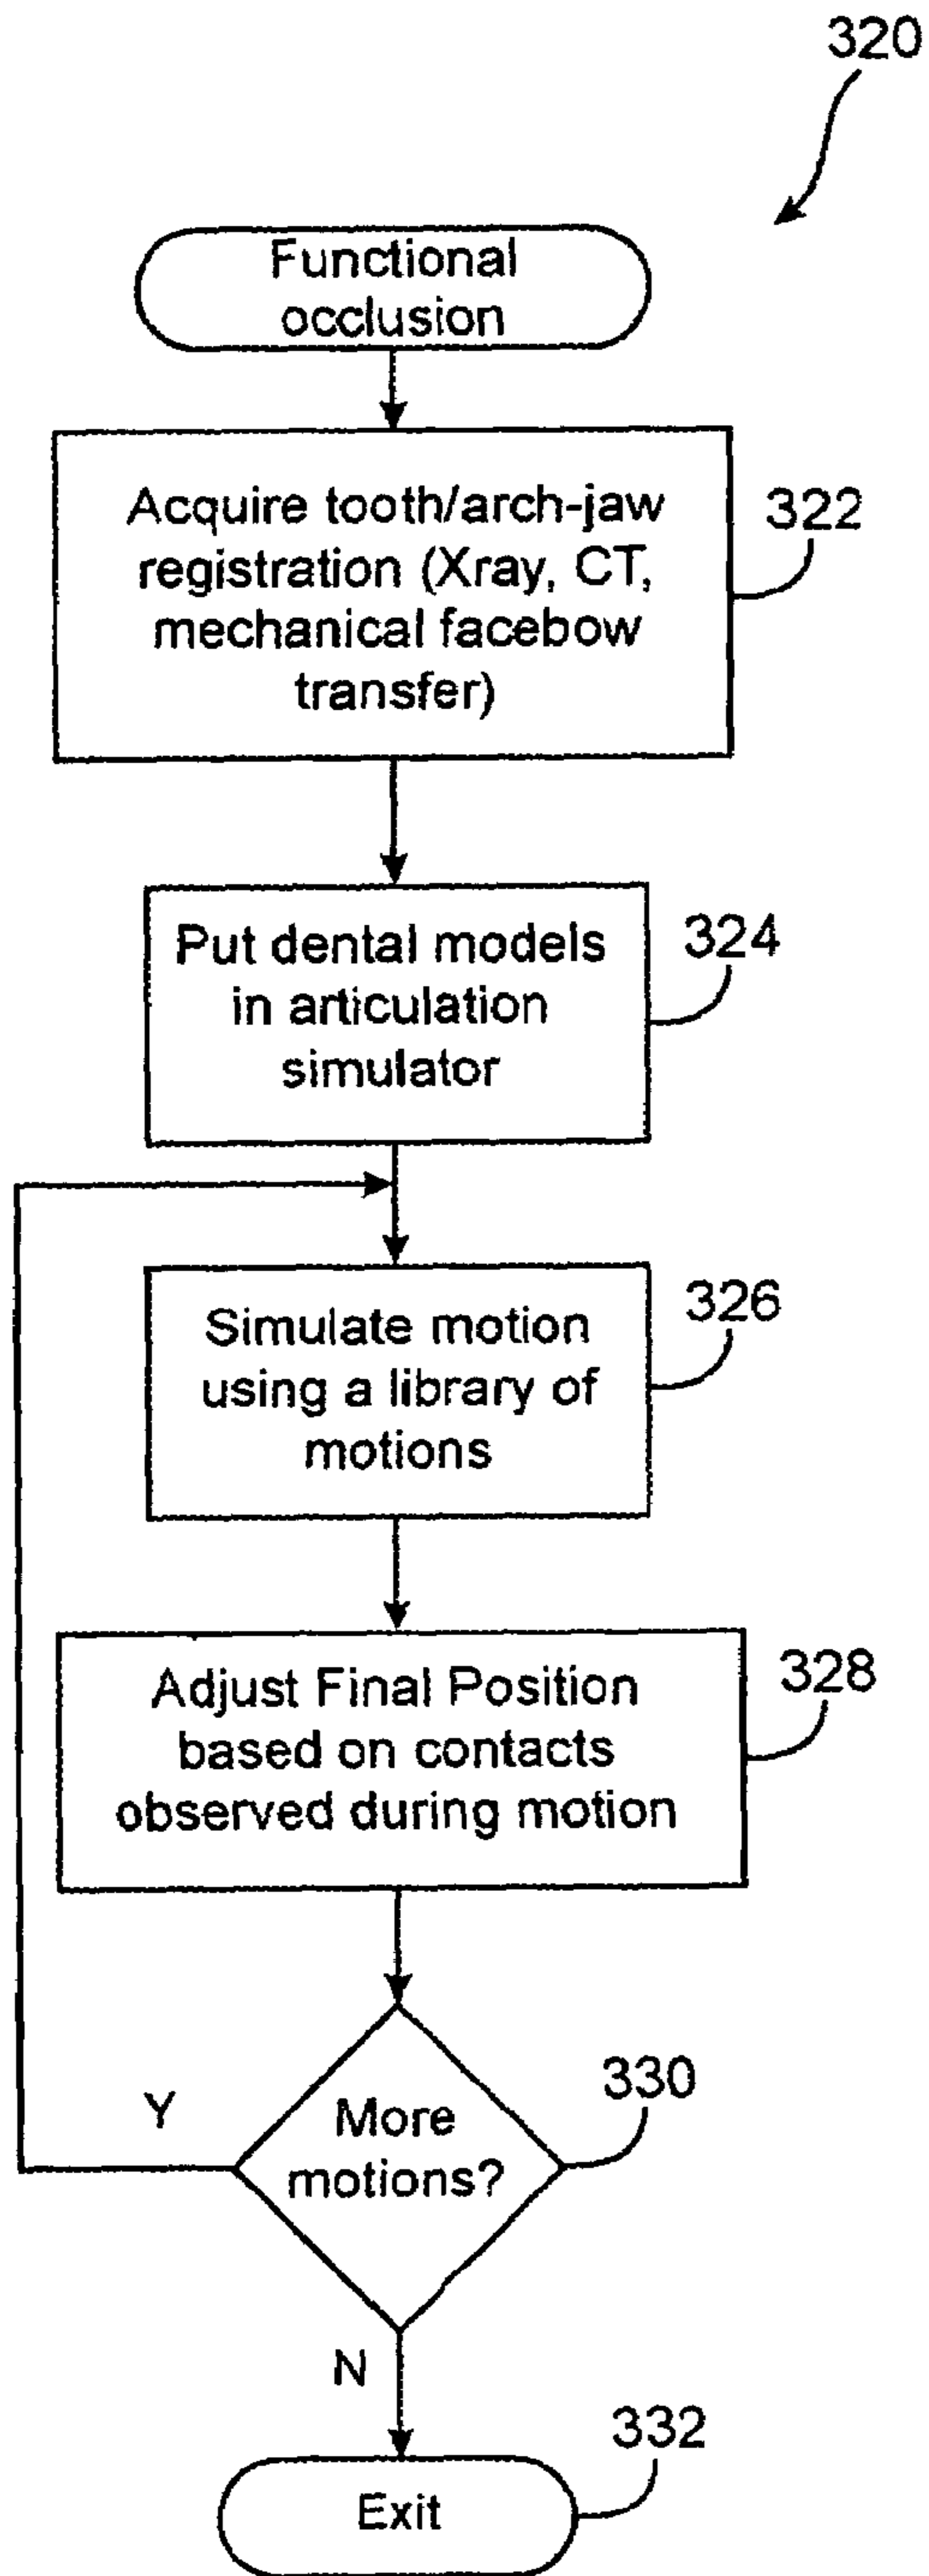 320
Functional
occlusion
Acquire tooth/arch-jaw
registration (Xray, CT,
mechanical facebow
transfer)
322
Put dental models
in articulation
simulator
324
Simulate motion
using a library of
motions
326
Adjust Final Position
based on contacts
observed during motion
328
More
motions?
330
Y
N
Exit
332